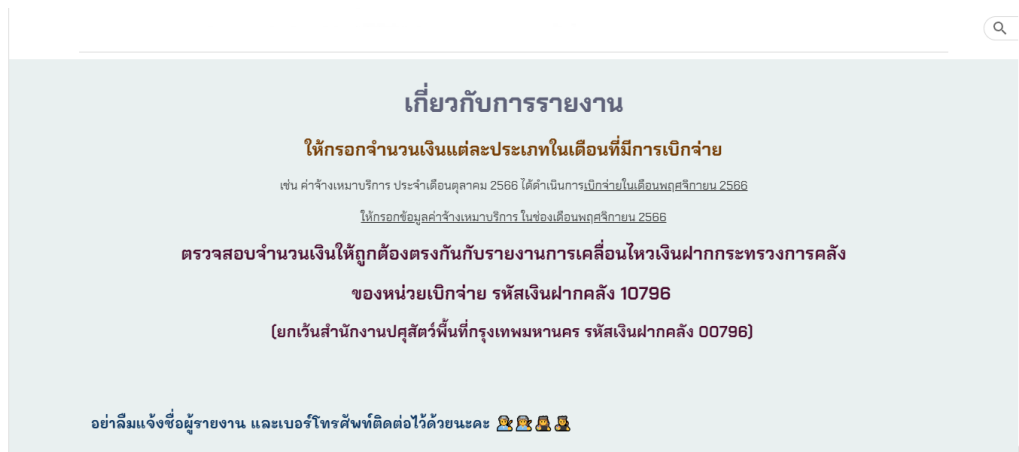 เกี่ยวกับการรายงาน
ให้กรอกจำนวนเงินแต่ละประเภทในเดือนที่มีการเบิกจ่าย
เช่น ค่าจ้างเหมาบริการ ประจำเดือนตุลาคม 2566 ได้ดำเนินการเบิกจ่ายในเดือนพฤศจิกายน 2566
ให้กรอกข้อมูลค่าจ้างเหมาบริการ ในช่องเดือนพฤศจิกายน 2566
ตรวจสอบจำนวนเงินให้ถูกต้องตรงกันกับรายงานการเคลื่อนไหวเงินฝากกระทรวงการคลัง
ของหน่วยเบิกจ่าย รหัสเงินฝากคลัง 10796
(ยกเว้นสำนักงานปศุสัตว์พื้นที่กรุงเทพมหานคร รหัสเงินฝากคลัง 00796)
อย่าลืมแจ้งชื่อผู้รายงาน และเบอร์โทรศัพท์ติดต่อไว้ด้วยนะคะ